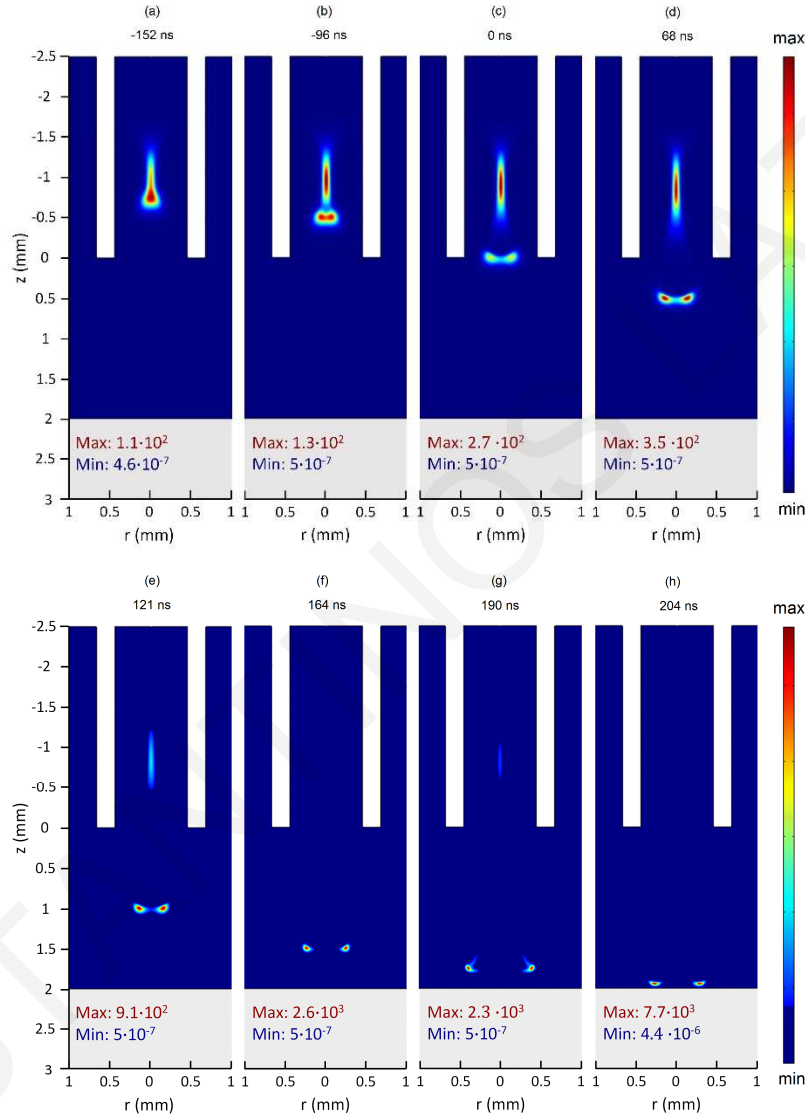 (a) (b) (c) (d)
-152 ns -96 ns 0 ns 68 ns max
-2.5
-2
-1.5
-1
-0.5
0
0.5
1
1.5
2
2.5
3
z (mm)
Max: 1.1·10² Max: 1.3·10² Max: 2.7 ·10² Max: 3.5 ·10²
Min: 4.6·10⁻⁷ Min: 5·10⁻⁷ Min: 5·10⁻⁷ Min: 5·10⁻⁷
min
1 0.5 0 0.5 1 1 0.5 0 0.5 1 1 0.5 0 0.5 1 1 0.5 0 0.5 1
r (mm) r (mm) r (mm) r (mm)
(e) (f) (g) (h)
121 ns 164 ns 190 ns 204 ns max
-2.5
-2
-1.5
-1
-0.5
0
0.5
1
1.5
2
2.5
3
z (mm)
Max: 9.1·10² Max: 2.6·10³ Max: 2.3 ·10³ Max: 7.7·10³
Min: 5·10⁻⁷ Min: 5·10⁻⁷ Min: 5·10⁻⁷ Min: 4.4 ·10⁻⁶
min
1 0.5 0 0.5 1 1 0.5 0 0.5 1 1 0.5 0 0.5 1 1 0.5 0 0.5 1
r (mm) r (mm) r (mm) r (mm)